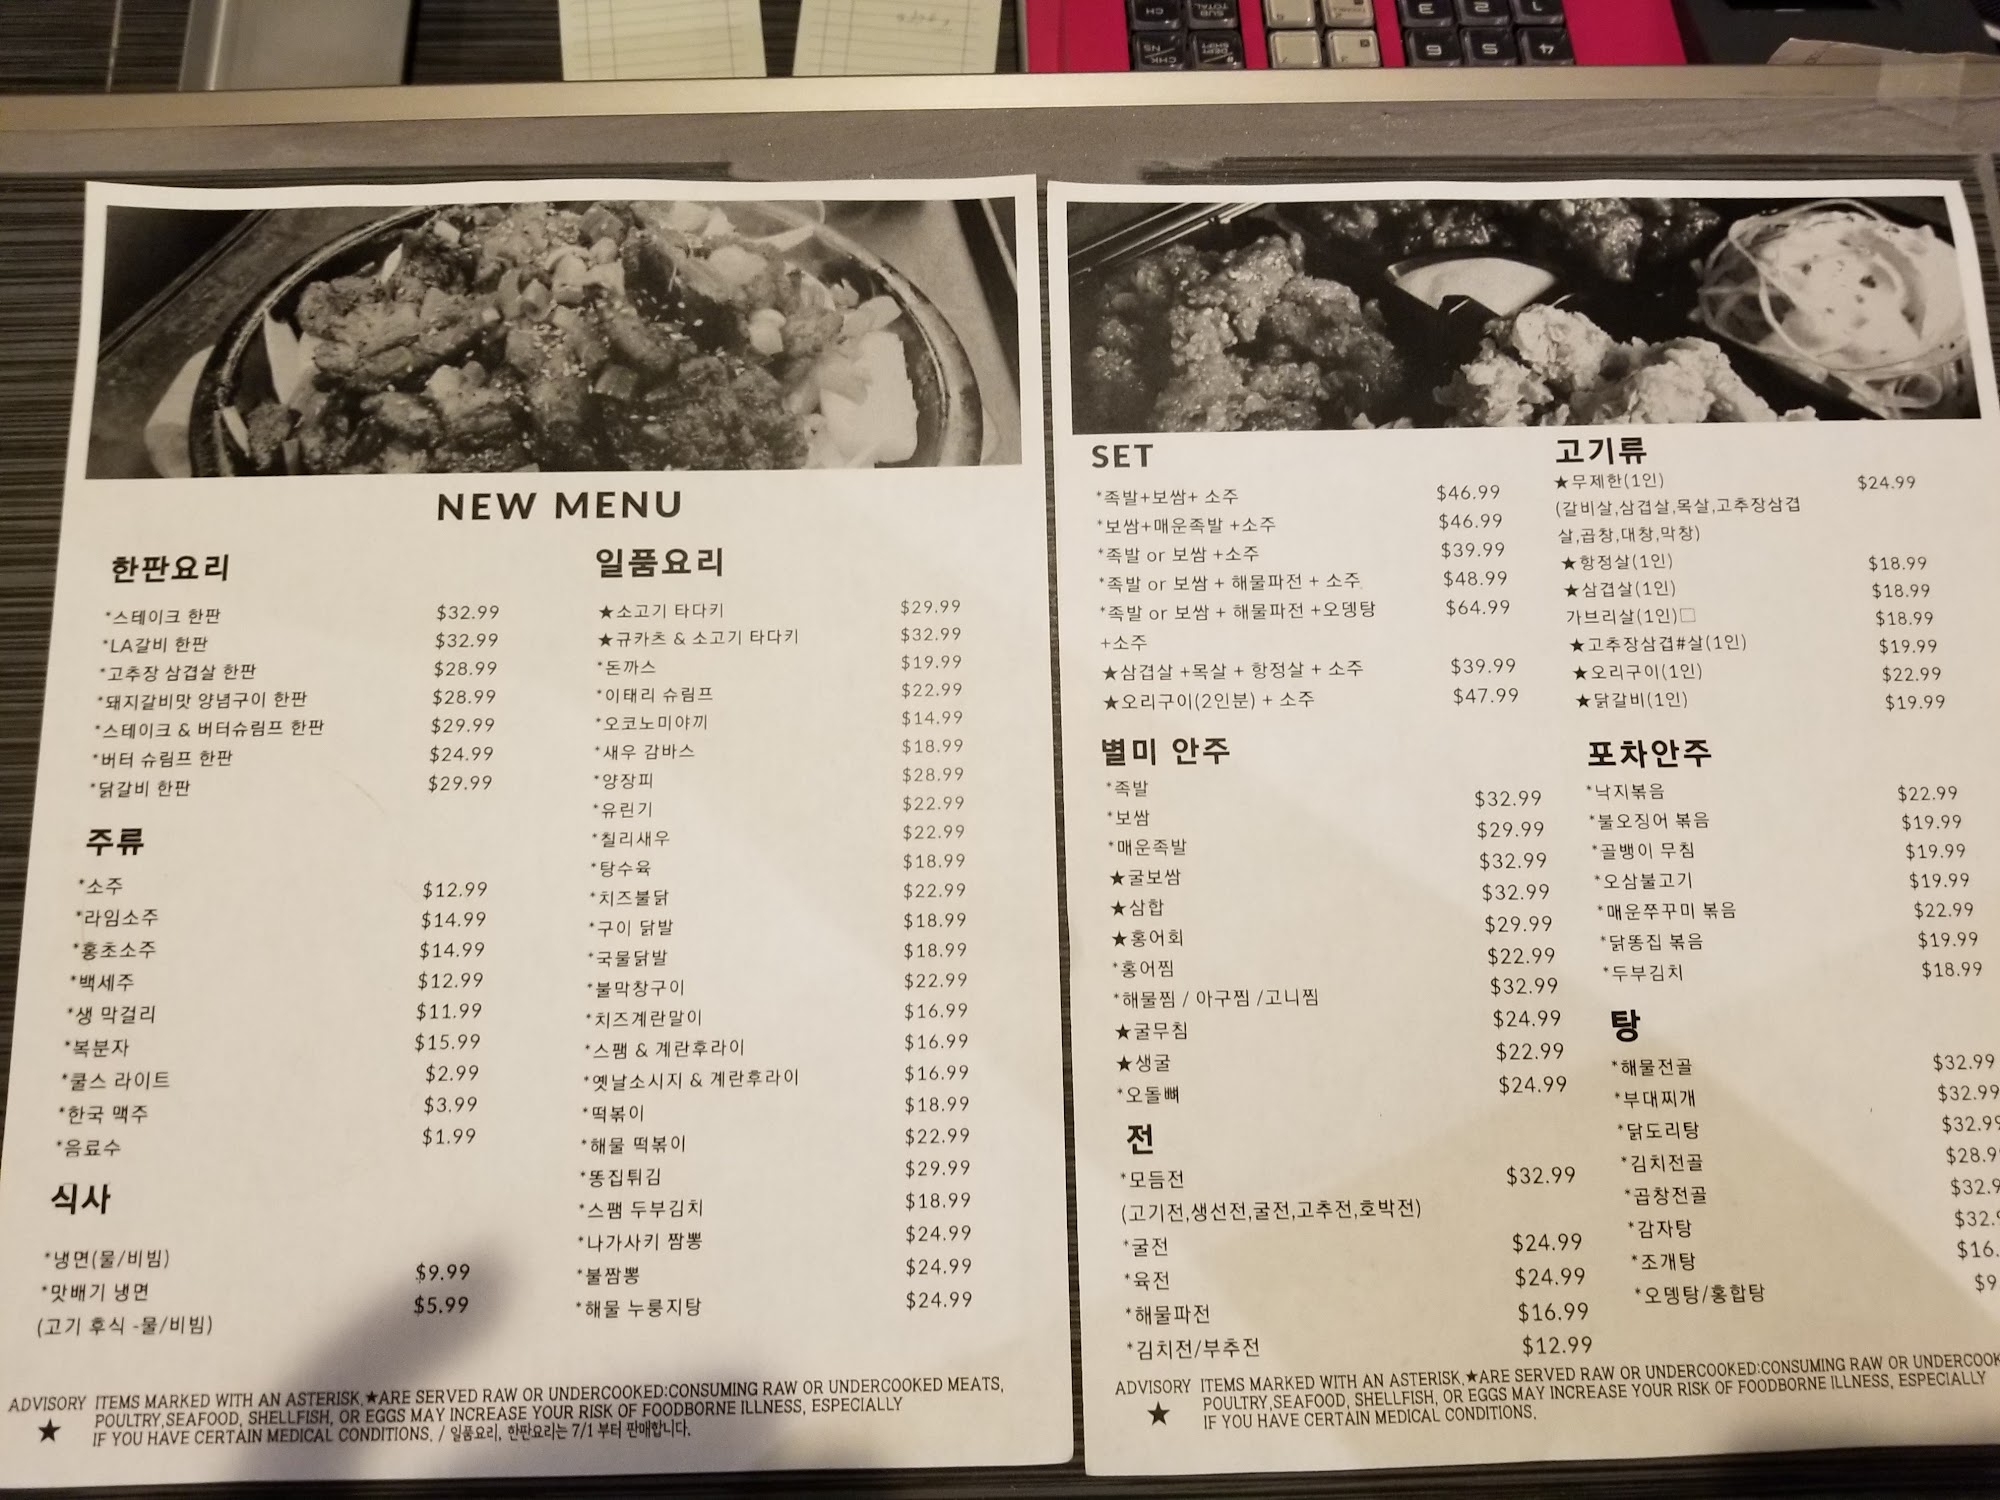 NEW MENU
한판요리
*스테이크 한판 $32.99
*LA갈비 한판 $32.99
*고추장 삼겹살 한판 $28.99
*돼지갈비맛 양념구이 한판 $28.99
*스테이크 & 버터슈림프 한판 $29.99
*버터 슈림프 한판 $24.99
*닭갈비 한판 $29.99
주류
*소주 $12.99
*라임소주 $14.99
*홍초소주 $14.99
*백세주 $12.99
*생 막걸리 $11.99
*복분자 $15.99
*쿨스 라이트 $2.99
*한국 맥주 $3.99
*음료수 $1.99
식사
*냉면(물/비빔) $9.99
*맛배기 냉면 $5.99
(고기 후식 -물/비빔)
일품요리
★소고기 타다키 $29.99
★규카츠 & 소고기 타다키 $32.99
*돈까스 $19.99
*이태리 슈림프 $22.99
*오코노미야끼 $14.99
*새우 감바스 $18.99
*양장피 $28.99
*유린기 $22.99
*칠리새우 $22.99
*탕수육 $18.99
*치즈불닭 $22.99
*구이 닭발 $18.99
*국물닭발 $18.99
*불막창구이 $22.99
*치즈계란말이 $16.99
*스팸 & 계란후라이 $16.99
*옛날소시지 & 계란후라이 $16.99
*떡볶이 $18.99
*해물 떡볶이 $22.99
*똥집튀김 $29.99
*스팸 두부김치 $18.99
*나가사키 짬뽕 $24.99
*불짬뽕 $24.99
*해물 누룽지탕 $24.99
ADVISORY ITEMS MARKED WITH AN ASTERISK,★ARE SERVED RAW OR UNDERCOOKED:CONSUMING RAW OR UNDERCOOKED MEATS,
★ POULTRY,SEAFOOD, SHELLFISH, OR EGGS MAY INCREASE YOUR RISK OF FOODBORNE ILLNESS, ESPECIALLY
IF YOU HAVE CERTAIN MEDICAL CONDITIONS. / 일품요리, 한판요리는 7/1 부터 판매합니다.
SET
*족발+보쌈+ 소주 $46.99
*보쌈+매운족발 +소주 $46.99
*족발 or 보쌈 +소주 $39.99
*족발 or 보쌈 + 해물파전 + 소주 $48.99
*족발 or 보쌈 + 해물파전 +오뎅탕 $64.99
+소주
★삼겹살 +목살 + 항정살 + 소주 $39.99
★오리구이(2인분) + 소주 $47.99
별미 안주
*족발 $32.99
*보쌈 $29.99
*매운족발 $32.99
★굴보쌈 $32.99
★삼합 $29.99
★홍어회 $22.99
*홍어찜 $32.99
*해물찜 / 아구찜 /고니찜 $24.99
★굴무침 $22.99
★생굴 $24.99
*오돌뼈
전
*모듬전 $32.99
(고기전,생선전,굴전,고추전,호박전)
*굴전 $24.99
*육전 $24.99
*해물파전 $16.99
*김치전/부추전 $12.99
고기류
★무제한(1인) $24.99
(갈비살,삼겹살,목살,고추장삼겹
살,곱창,대창,막창)
★항정살(1인) $18.99
★삼겹살(1인) $18.99
가브리살(1인)□ $18.99
★고추장삼겹#살(1인) $19.99
★오리구이(1인) $22.99
★닭갈비(1인) $19.99
포차안주
*낙지볶음 $22.99
*불오징어 볶음 $19.99
*골뱅이 무침 $19.99
*오삼불고기 $19.99
*매운쭈꾸미 볶음 $22.99
*닭똥집 볶음 $19.99
*두부김치 $18.99
탕
*해물전골 $32.99
*부대찌개 $32.99
*닭도리탕 $32.99
*김치전골 $28.9
*곱창전골 $32.9
*감자탕 $32.
*조개탕 $16.
*오뎅탕/홍합탕 $9
ADVISORY ITEMS MARKED WITH AN ASTERISK,★ARE SERVED RAW OR UNDERCOOKED:CONSUMING RAW OR UNDERCOOK
★ POULTRY,SEAFOOD, SHELLFISH, OR EGGS MAY INCREASE YOUR RISK OF FOODBORNE ILLNESS, ESPECIALLY
IF YOU HAVE CERTAIN MEDICAL CONDITIONS.